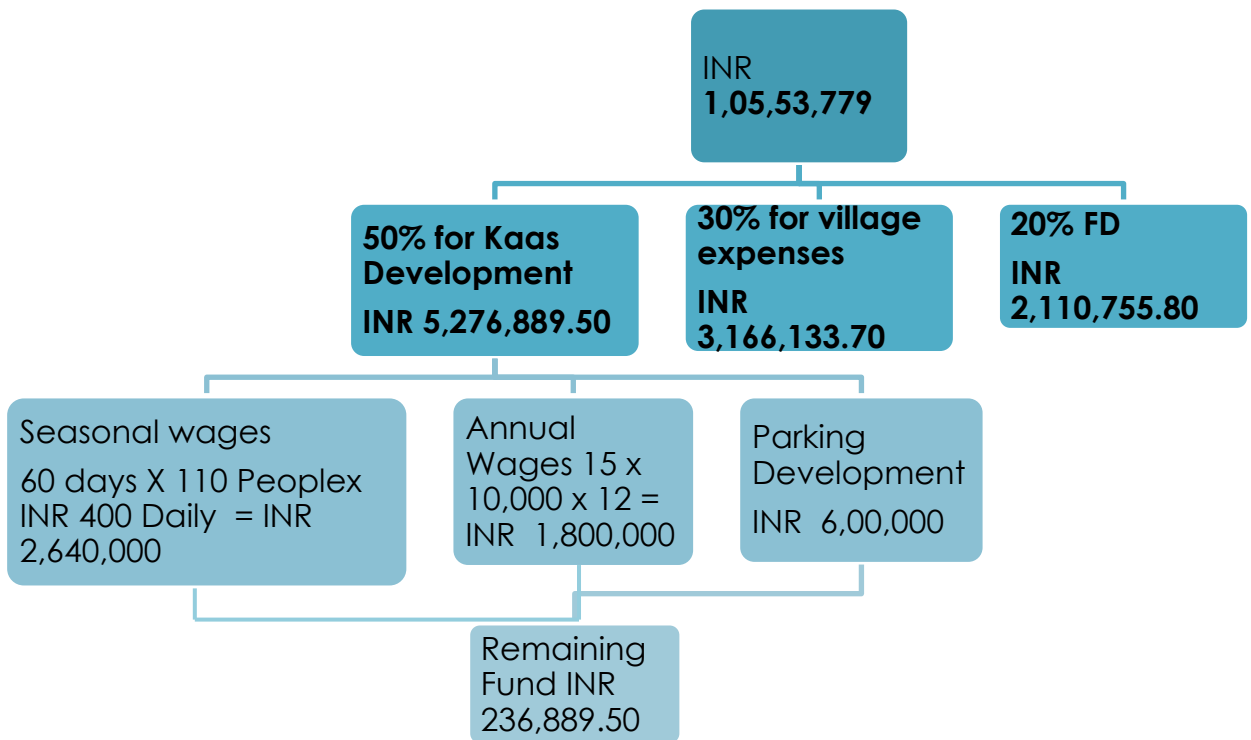 INR
1,05,53,779
50% for Kaas
Development
INR 5,276,889.50
30% for village
expenses
INR
3,166,133.70
20% FD
INR
2,110,755.80
Seasonal wages
60 days X 110 Peoplex
INR 400 Daily = INR
2,640,000
Annual
Wages 15 x
10,000 x 12 =
INR 1,800,000
Parking
Development
INR 6,00,000
Remaining
Fund INR
236,889.50